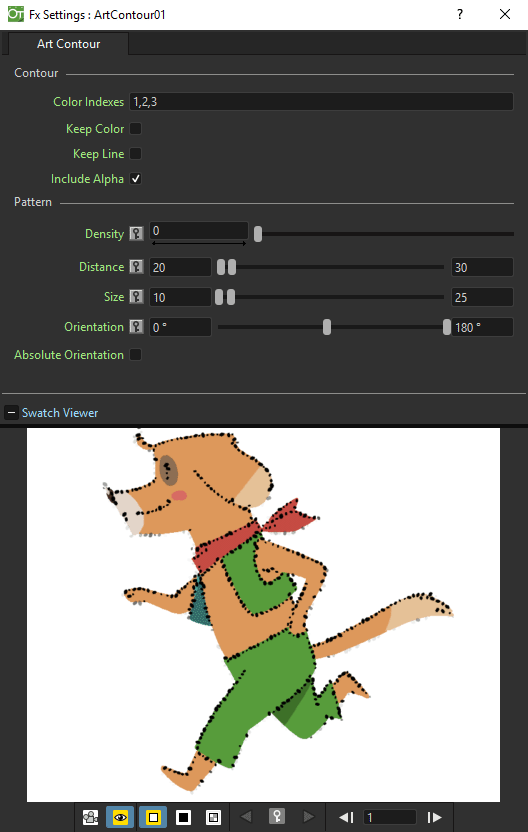 Fx Settings : ArtContour01
Art Contour
Contour
Color Indexes 1,2,3
Keep Color
Keep Line
Include Alpha
Pattern
Density 0
Distance 20 30
Size 10 25
Orientation 0 ° 180 °
Absolute Orientation
Swatch Viewer
1